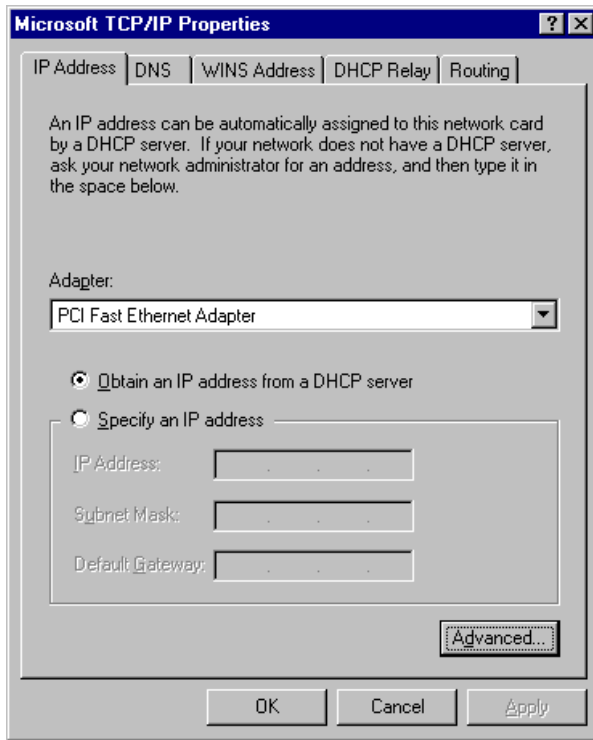 Microsoft TCP/IP Properties
IP Address DNS WINS Address DHCP Relay Routing
An IP address can be automatically assigned to this network card
by a DHCP server. If your network does not have a DHCP server,
ask your network administrator for an address, and then type it in
the space below.
Adapter:
PCI Fast Ethernet Adapter
Obtain an IP address from a DHCP server
Specify an IP address
IP Address:
Subnet Mask:
Default Gateway:
Advanced...
OK Cancel Apply